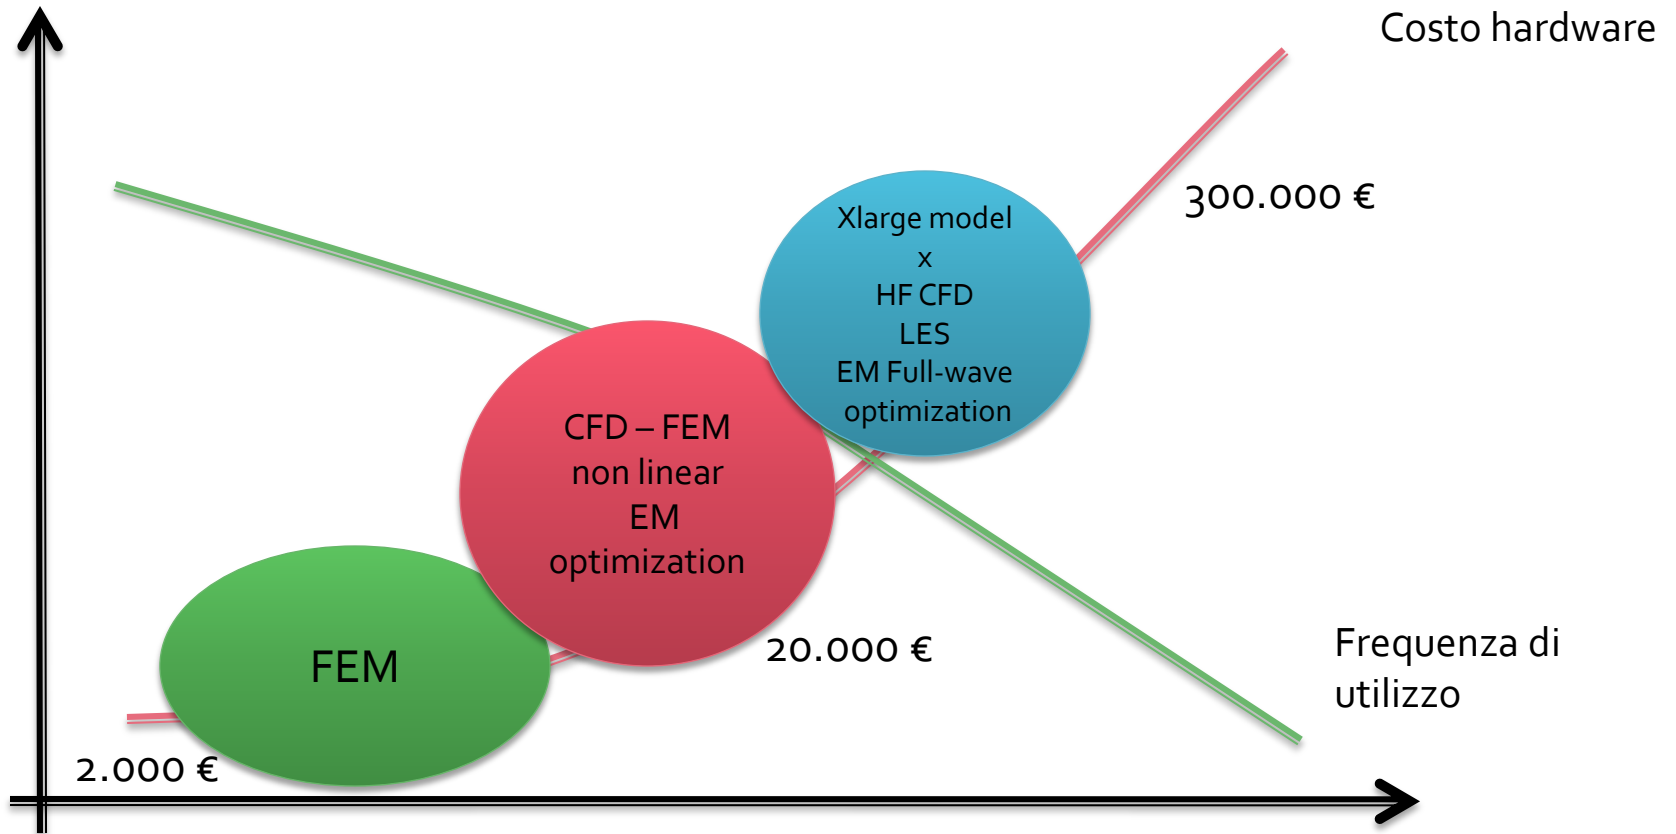 Costo hardware
300.000 €
Xlarge model
x
HF CFD
LES
EM Full-wave
optimization
CFD – FEM
non linear
EM
optimization
20.000 €
Frequenza di
utilizzo
FEM
2.000 €